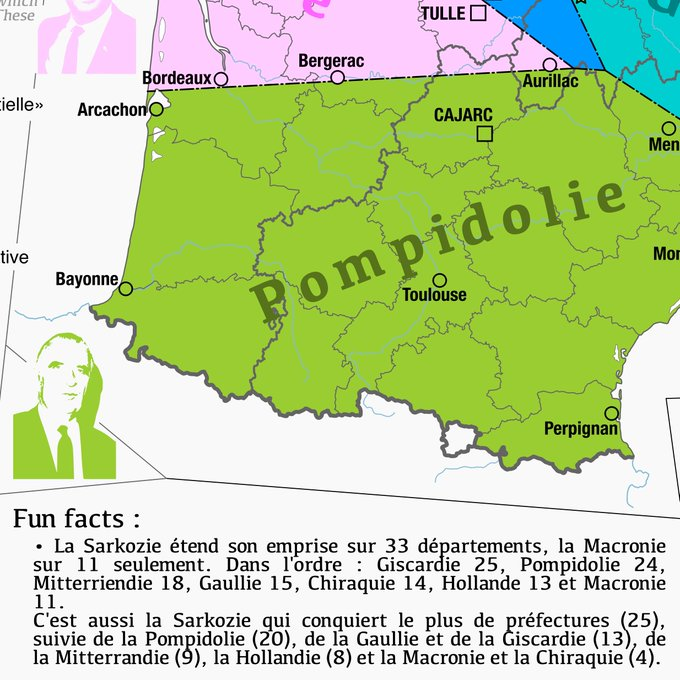 which
These
TULLE
Bergerac
Bordeaux
Aurillac
tielle»
Arcachon
CAJARC
Men
Pompidolie
tive
Mon
Bayonne
Toulouse
Perpignan
Fun facts :
• La Sarkozie étend son emprise sur 33 départements, la Macronie
sur 11 seulement. Dans l'ordre : Giscardie 25, Pompidolie 24,
Mitterriendie 18, Gaullie 15, Chiraquie 14, Hollande 13 et Macronie
11.
C'est aussi la Sarkozie qui conquiert le plus de préfectures (25),
suivie de la Pompidolie (20), de la Gaullie et de la Giscardie (13), de
la Mitterrandie (9), la Hollandie (8) et la Macronie et la Chiraquie (4).